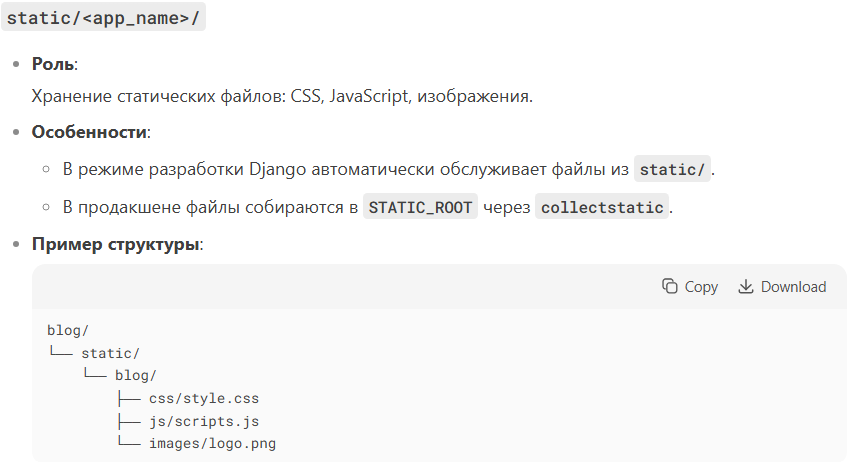 static/<app_name>/
• Роль:
Хранение статических файлов: CSS, JavaScript, изображения.
• Особенности:
◦ В режиме разработки Django автоматически обслуживает файлы из static/.
◦ В продакшене файлы собираются в STATIC_ROOT через collectstatic.
• Пример структуры:
Copy Download
blog/
└── static/
    └── blog/
        ├── css/style.css
        ├── js/scripts.js
        └── images/logo.png